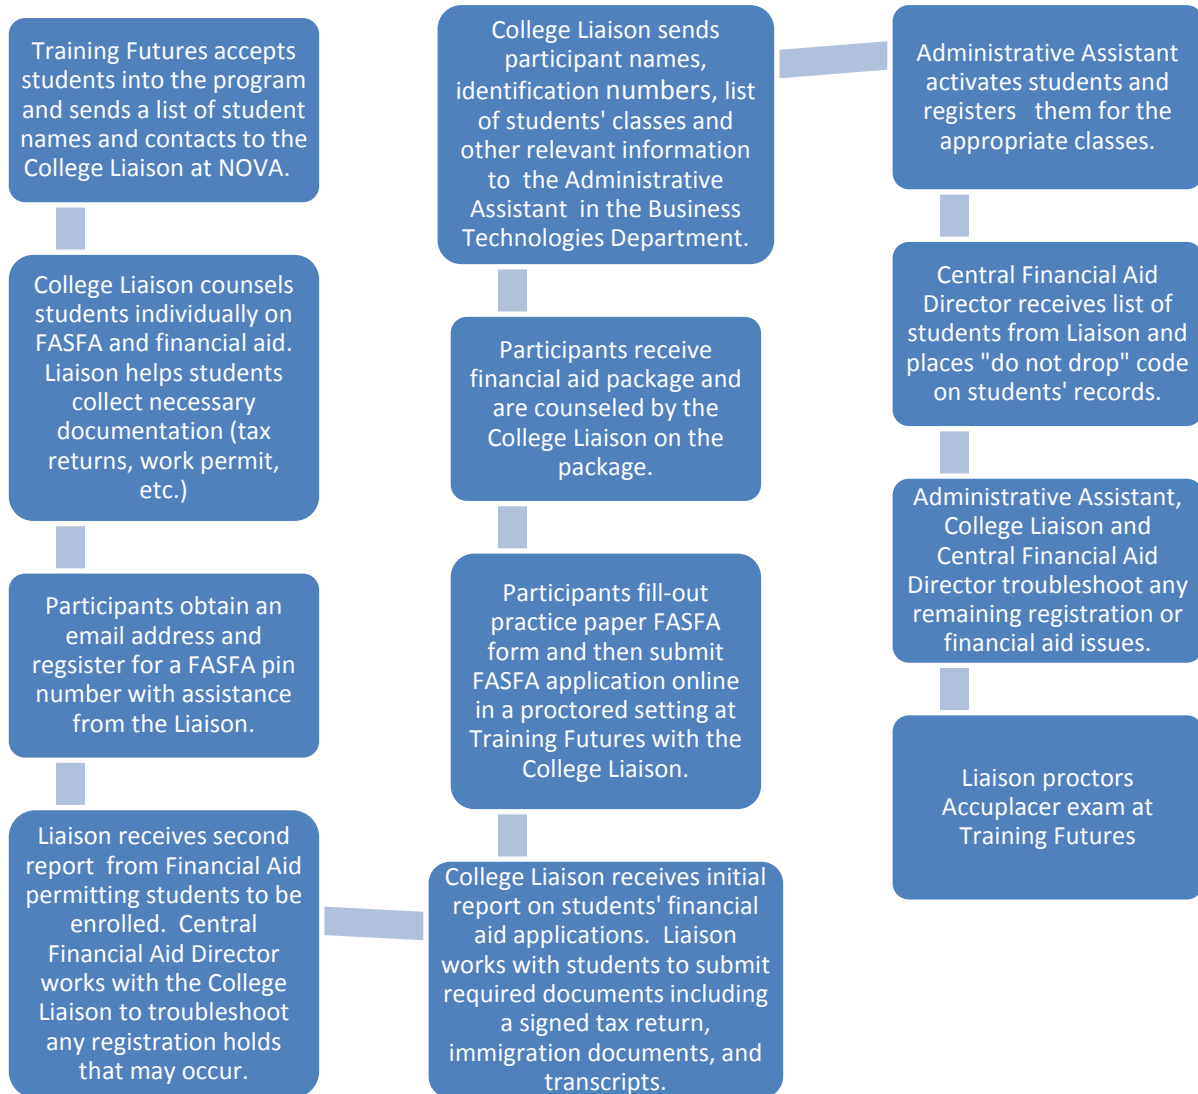 Training Futures accepts
students into the program
and sends a list of student
names and contacts to the
College Liaison at NOVA.
College Liaison counsels
students individually on
FASFA and financial aid.
Liaison helps students
collect necessary
documentation (tax
returns, work permit,
etc.)
Participants obtain an
email address and
regsister for a FASFA pin
number with assistance
from the Liaison.
Liaison receives second
report from Financial Aid
permitting students to be
enrolled. Central
Financial Aid Director
works with the College
Liaison to troubleshoot
any registration holds
that may occur.
College Liaison receives initial
report on students' financial
aid applications. Liaison
works with students to submit
required documents including
a signed tax return,
immigration documents, and
transcripts.
Participants fill-out
practice paper FASFA
form and then submit
FASFA application online
in a proctored setting at
Training Futures with the
College Liaison.
Participants receive
financial aid package and
are counseled by the
College Liaison on the
package.
College Liaison sends
participant names,
identification numbers, list
of students' classes and
other relevant information
to the Administrative
Assistant in the Business
Technologies Department.
Administrative Assistant
activates students and
registers them for the
appropriate classes.
Central Financial Aid
Director receives list of
students from Liaison and
places "do not drop" code
on students' records.
Administrative Assistant,
College Liaison and
Central Financial Aid
Director troubleshoot any
remaining registration or
financial aid issues.
Liaison proctors
Accuplacer exam at
Training Futures